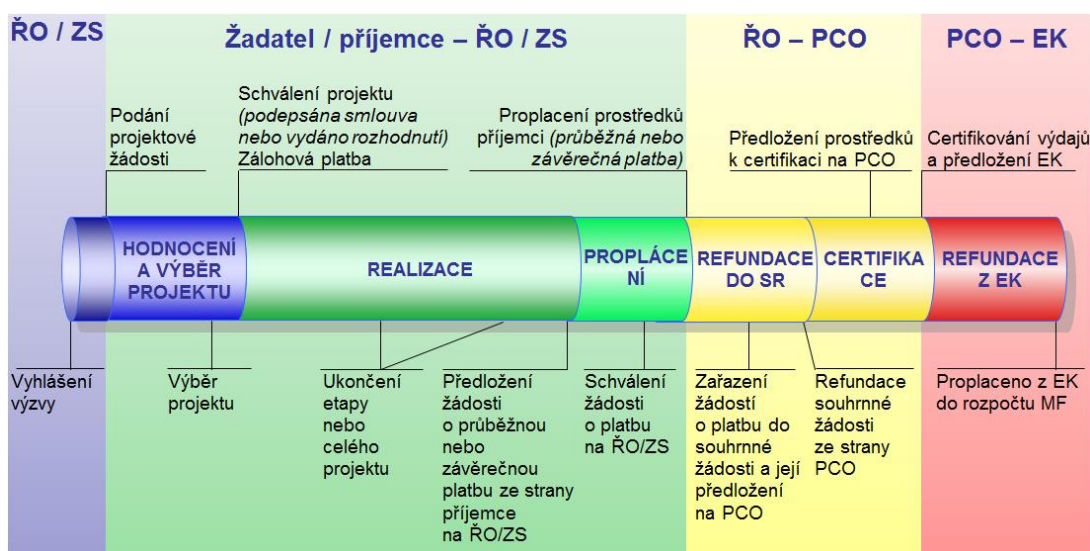 ŘO / ZS
Žadatel / příjemce – ŘO / ZS
ŘO – PCO
PCO – EK
Podání
projektové
žádosti
Schválení projektu
(podepsána smlouva
nebo vydáno rozhodnutí)
Zálohová platba
Proplacení prostředků
příjemci (průběžná nebo
závěrečná platba)
Předložení prostředků
k certifikaci na PCO
Certifikování výdajů
a předložení EK
HODNOCENÍ
A VÝBĚR
PROJEKTU
REALIZACE
PROPLÁCE
NÍ
REFUNDACE
DO SR
CERTIFIKA
CE
REFUNDACE
Z EK
Vyhlášení
výzvy
Výběr
projektu
Ukončení
etapy
nebo
celého
projektu
Předložení
žádosti
o průběžnou
nebo
závěrečnou
platbu ze strany
příjemce
na ŘO/ZS
Schválení
žádosti
o platbu
na ŘO/ZS
Zařazení
žádostí
o platbu do
souhrnné
žádosti a její
předložení
na PCO
Refundace
souhrnné
žádosti
ze strany
PCO
Proplaceno z EK
do rozpočtu MF